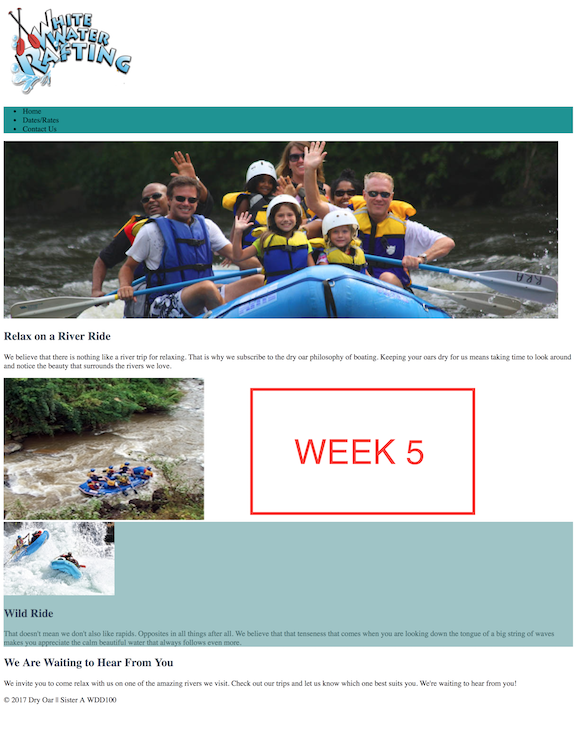 WHITE
WATER
RAFTING
Home
Dates/Rates
Contact Us
Relax on a River Ride
We believe that there is nothing like a river trip for relaxing. That is why we subscribe to the dry oar philosophy of boating. Keeping your oars dry for us means taking time to look around
and notice the beauty that surrounds the rivers we love.
WEEK 5
Wild Ride
That doesn't mean we don't also like rapids. Opposites in all things after all. We believe that that tenseness that comes when you are looking down the tongue of a big string of waves
makes you appreciate the calm beautiful water that always follows even more.
We Are Waiting to Hear From You
We invite you to come relax with us on one of the amazing rivers we visit. Check out our trips and let us know which one best suits you. We're waiting to hear from you!
© 2017 Dry Oar || Sister A WDD100